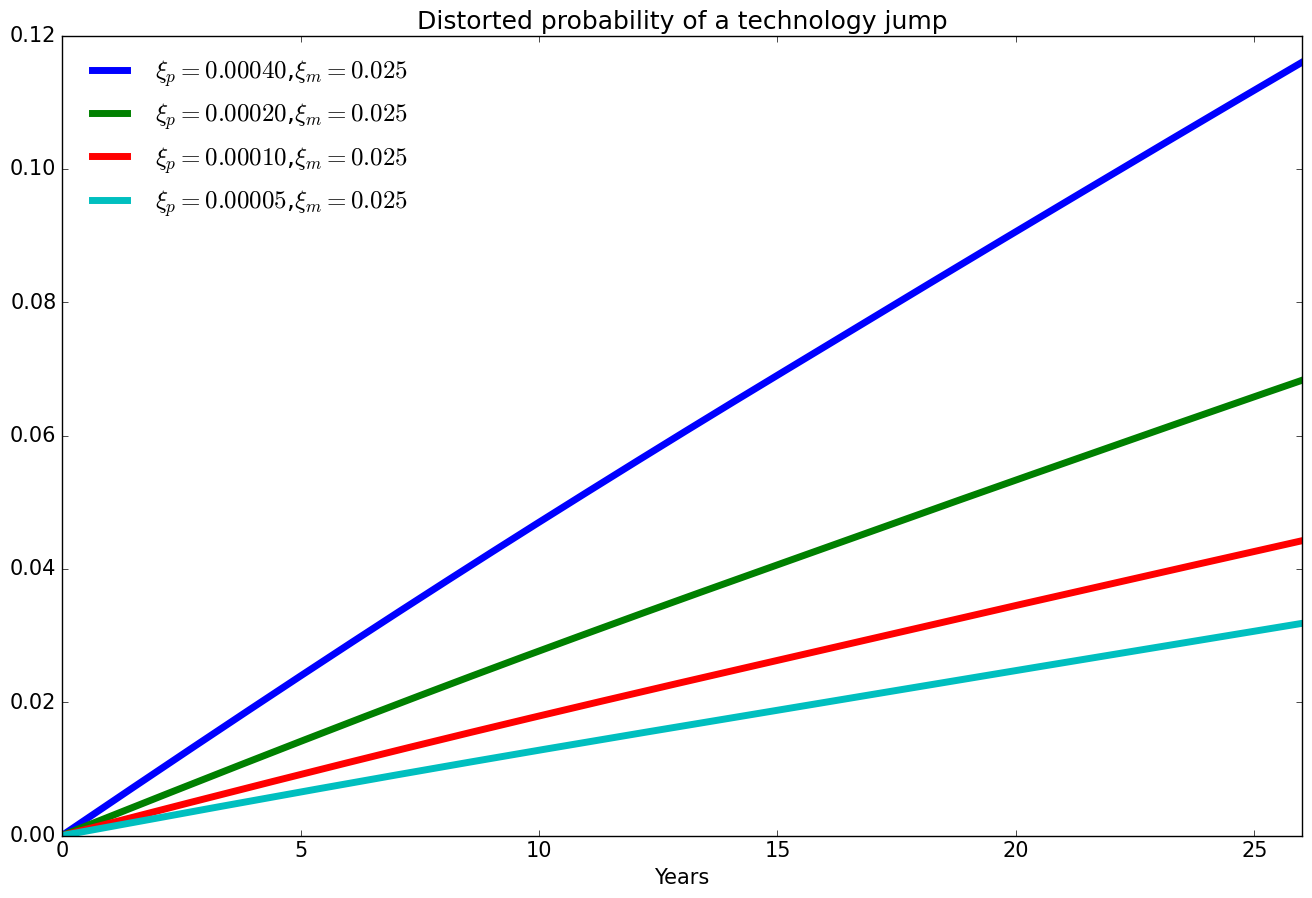 Distorted probability of a technology jump
0.12
0.10
0.08
0.06
0.04
0.02
0.00
ξp = 0.00040,ξm = 0.025
ξp = 0.00020,ξm = 0.025
ξp = 0.00010,ξm = 0.025
ξp = 0.00005,ξm = 0.025
0 5 10 15 20 25
Years